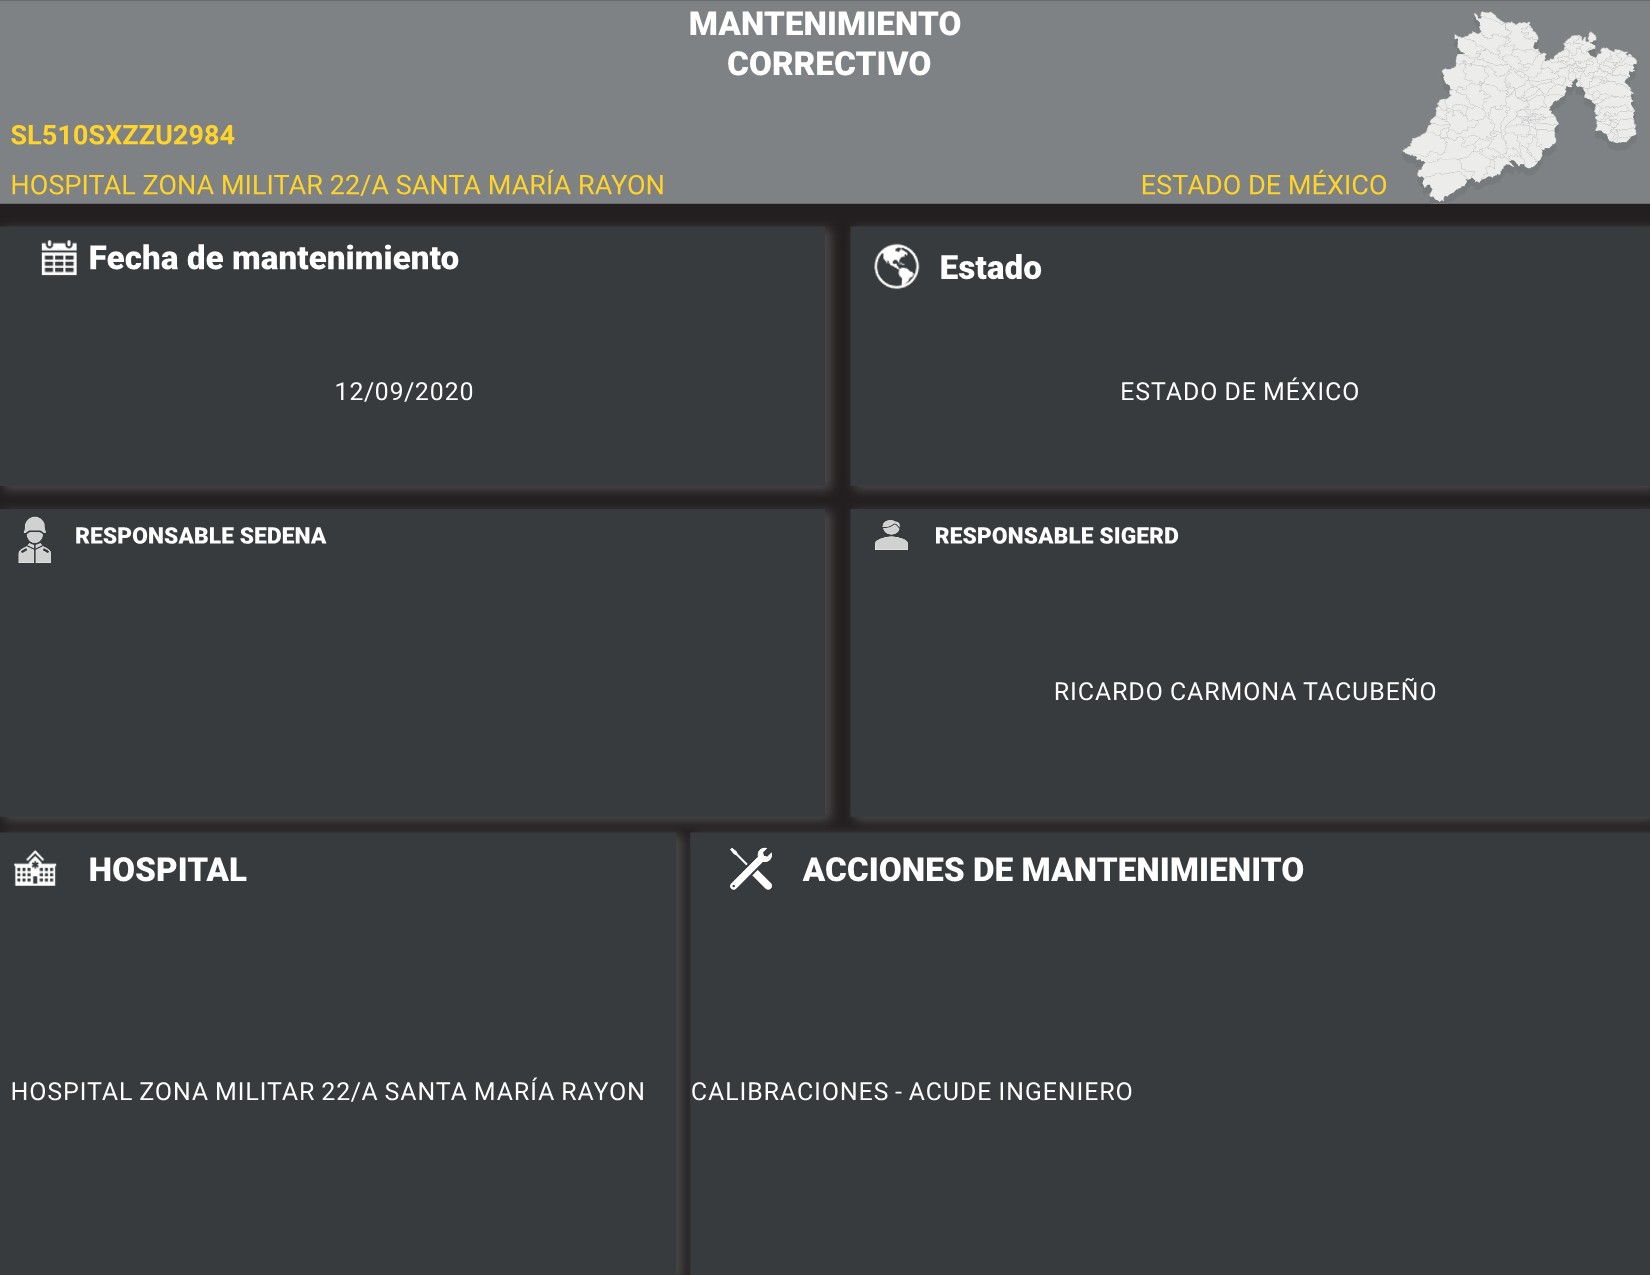 MANTENIMIENTO
CORRECTIVO
SL510SXZZU2984
HOSPITAL ZONA MILITAR 22/A SANTA MARÍA RAYON
ESTADO DE MÉXICO
Fecha de mantenimiento
12/09/2020
Estado
ESTADO DE MÉXICO
RESPONSABLE SEDENA
RESPONSABLE SIGERD
RICARDO CARMONA TACUBEÑO
HOSPITAL
HOSPITAL ZONA MILITAR 22/A SANTA MARÍA RAYON
ACCIONES DE MANTENIMIENITO
CALIBRACIONES - ACUDE INGENIERO